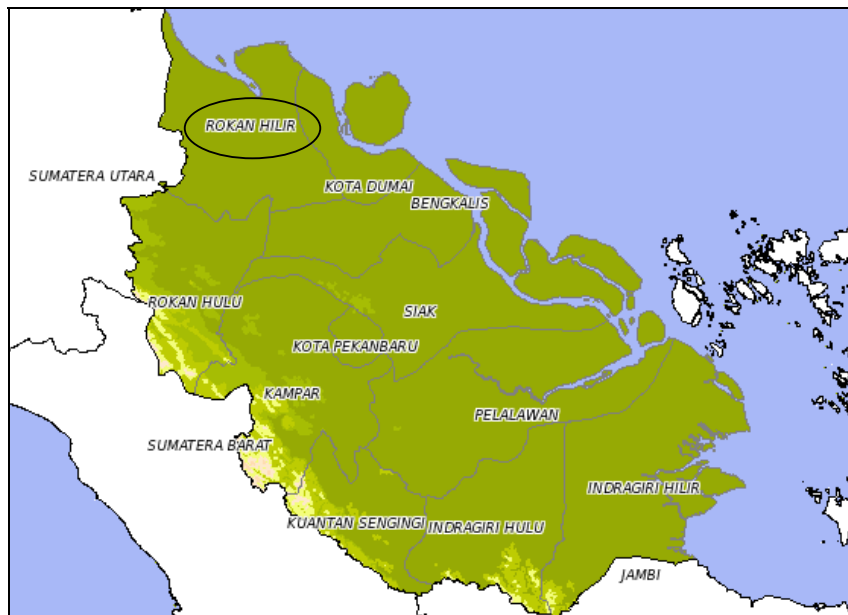 ROKAN HILIR
SUMATERA UTARA
KOTA DUMAI
BENGKALIS
ROKAN HULU
SIAK
KOTA PEKANBARU
KAMPAR
PELALAWAN
SUMATERA BARAT
INDRAGIRI HILIR
KUANTAN SENGINGI
INDRAGIRI HULU
JAMBI